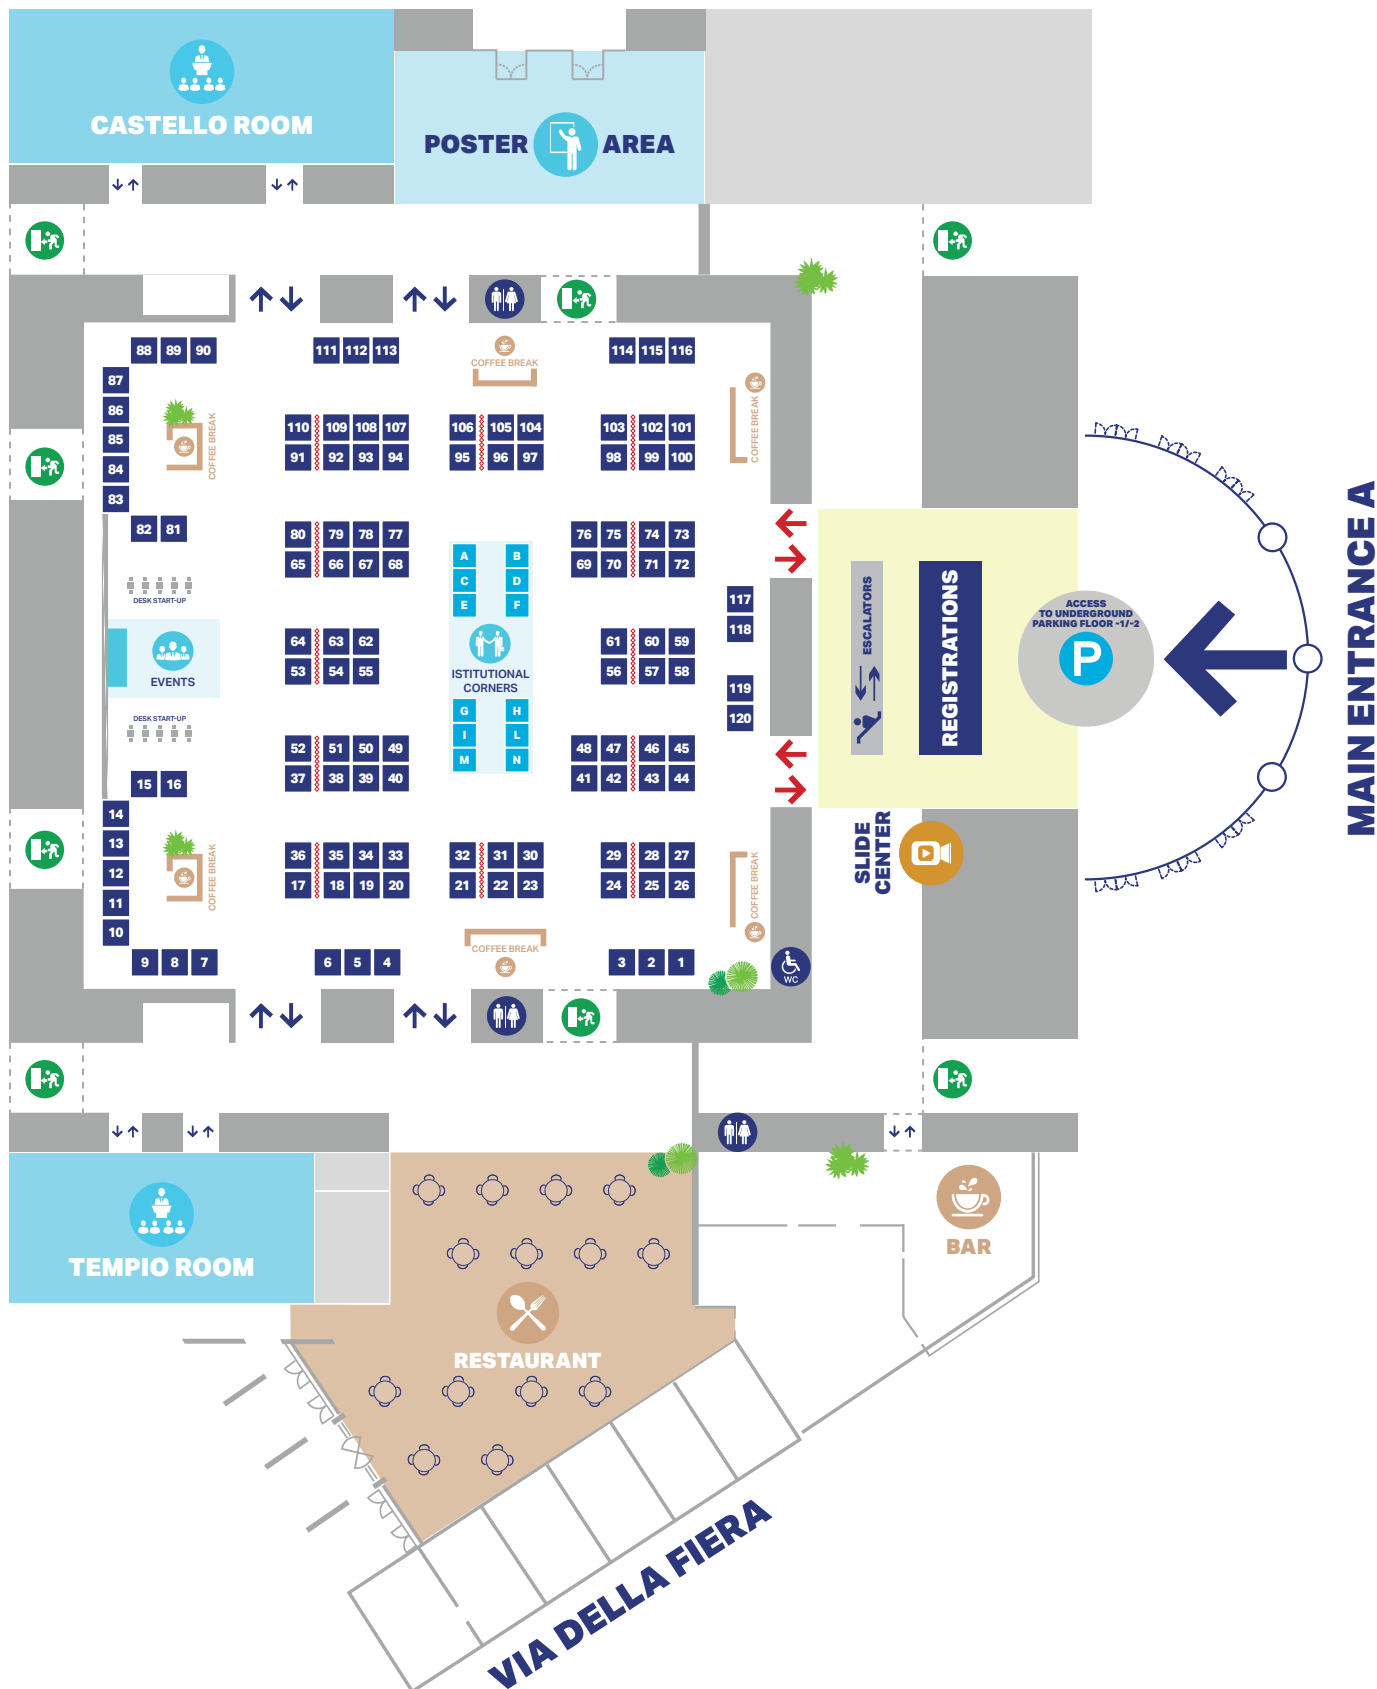 CASTELLO ROOM
POSTER AREA
88 89 90
111 112 113
COFFEE BREAK
114 115 116
87
86
85
84
83
82 81
COFFEE BREAK
110 109 108 107
91 92 93 94
106 105 104
95 96 97
103 102 101
98 99 100
COFFEE BREAK
80 79 78 77
65 66 67 68
76 75 74 73
69 70 71 72
A B
C D
E F
ISTITUTIONAL
CORNERS
G H
I L
M N
DESK START-UP
EVENTS
DESK START-UP
64 63 62
53 54 55
61 60 59
56 57 58
117
118
119
120
52 51 50 49
37 38 39 40
48 47 46 45
41 42 43 44
15 16
14
13
12
11
10
9 8 7
COFFEE BREAK
36 35 34 33
17 18 19 20
32 31 30
21 22 23
29 28 27
24 25 26
COFFEE BREAK
6 5 4
COFFEE BREAK
3 2 1
WC
ESCALATORS
REGISTRATIONS
ACCESS
TO UNDERGROUND
PARKING FLOOR -1/-2
P
MAIN ENTRANCE A
SLIDE
CENTER
TEMPIO ROOM
RESTAURANT
BAR
VIA DELLA FIERA